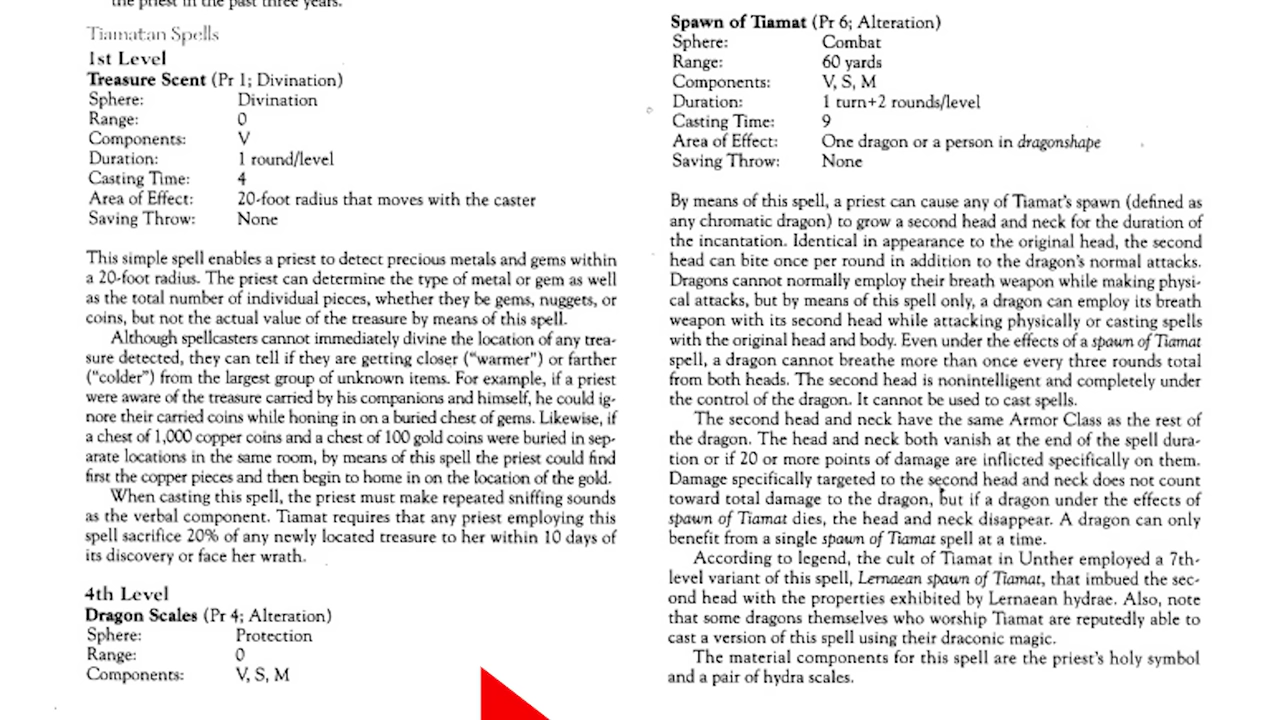 the priest in the past three years.
Tiamatan Spells
1st Level
Treasure Scent (Pr 1; Divination)
Sphere: Divination
Range: 0
Components: V
Duration: 1 round/level
Casting Time: 4
Area of Effect: 20-foot radius that moves with the caster
Saving Throw: None
This simple spell enables a priest to detect precious metals and gems within
a 20-foot radius. The priest can determine the type of metal or gem as well
as the total number of individual pieces, whether they be gems, nuggets, or
coins, but not the actual value of the treasure by means of this spell.
Although spellcasters cannot immediately divine the location of any trea-
sure detected, they can tell if they are getting closer ("warmer") or farther
("colder") from the largest group of unknown items. For example, if a priest
were aware of the treasure carried by his companions and himself, he could ig-
nore their carried coins while honing in on a buried chest of gems. Likewise, if
a chest of 1,000 copper coins and a chest of 100 gold coins were buried in sep-
arate locations in the same room, by means of this spell the priest could find
first the copper pieces and then begin to home in on the location of the gold.
When casting this spell, the priest must make repeated sniffing sounds
as the verbal component. Tiamat requires that any priest employing this
spell sacrifice 20% of any newly located treasure to her within 10 days of
its discovery or face her wrath.
4th Level
Dragon Scales (Pr 4; Alteration)
Sphere: Protection
Range: 0
Components: V, S, M
Spawn of Tiamat (Pr 6; Alteration)
Sphere: Combat
Range: 60 yards
Components: V, S, M
Duration: 1 turn+2 rounds/level
Casting Time: 9
Area of Effect: One dragon or a person in dragonshape
Saving Throw: None
By means of this spell, a priest can cause any of Tiamat's spawn (defined as
any chromatic dragon) to grow a second head and neck for the duration of
the incantation. Identical in appearance to the original head, the second
head can bite once per round in addition to the dragon's normal attacks.
Dragons cannot normally employ their breath weapon while making physi-
cal attacks, but by means of this spell only, a dragon can employ its breath
weapon with its second head while attacking physically or casting spells
with the original head and body. Even under the effects of a spawn of Tiamat
spell, a dragon cannot breathe more than once every three rounds total
from both heads. The second head is nonintelligent and completely under
the control of the dragon. It cannot be used to cast spells.
The second head and neck have the same Armor Class as the rest of
the dragon. The head and neck both vanish at the end of the spell dura-
tion or if 20 or more points of damage are inflicted specifically on them.
Damage specifically targeted to the second head and neck does not count
toward total damage to the dragon, but if a dragon under the effects of
spawn of Tiamat dies, the head and neck disappear. A dragon can only
benefit from a single spawn of Tiamat spell at a time.
According to legend, the cult of Tiamat in Unther employed a 7th-
level variant of this spell, Lernaean spawn of Tiamat, that imbued the sec-
ond head with the properties exhibited by Lernaean hydrae. Also, note
that some dragons themselves who worship Tiamat are reputedly able to
cast a version of this spell using their draconic magic.
The material components for this spell are the priest's holy symbol
and a pair of hydra scales.